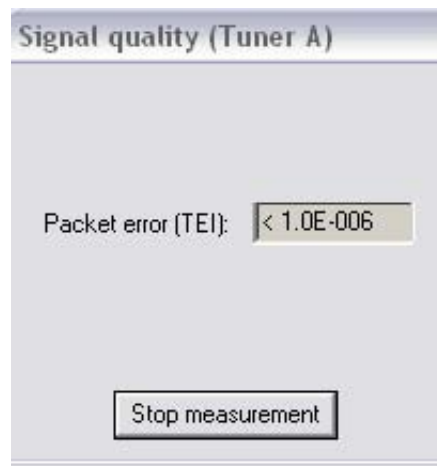 Signal quality (Tuner A)
Packet error (TEI): < 1.0E-006
Stop measurement